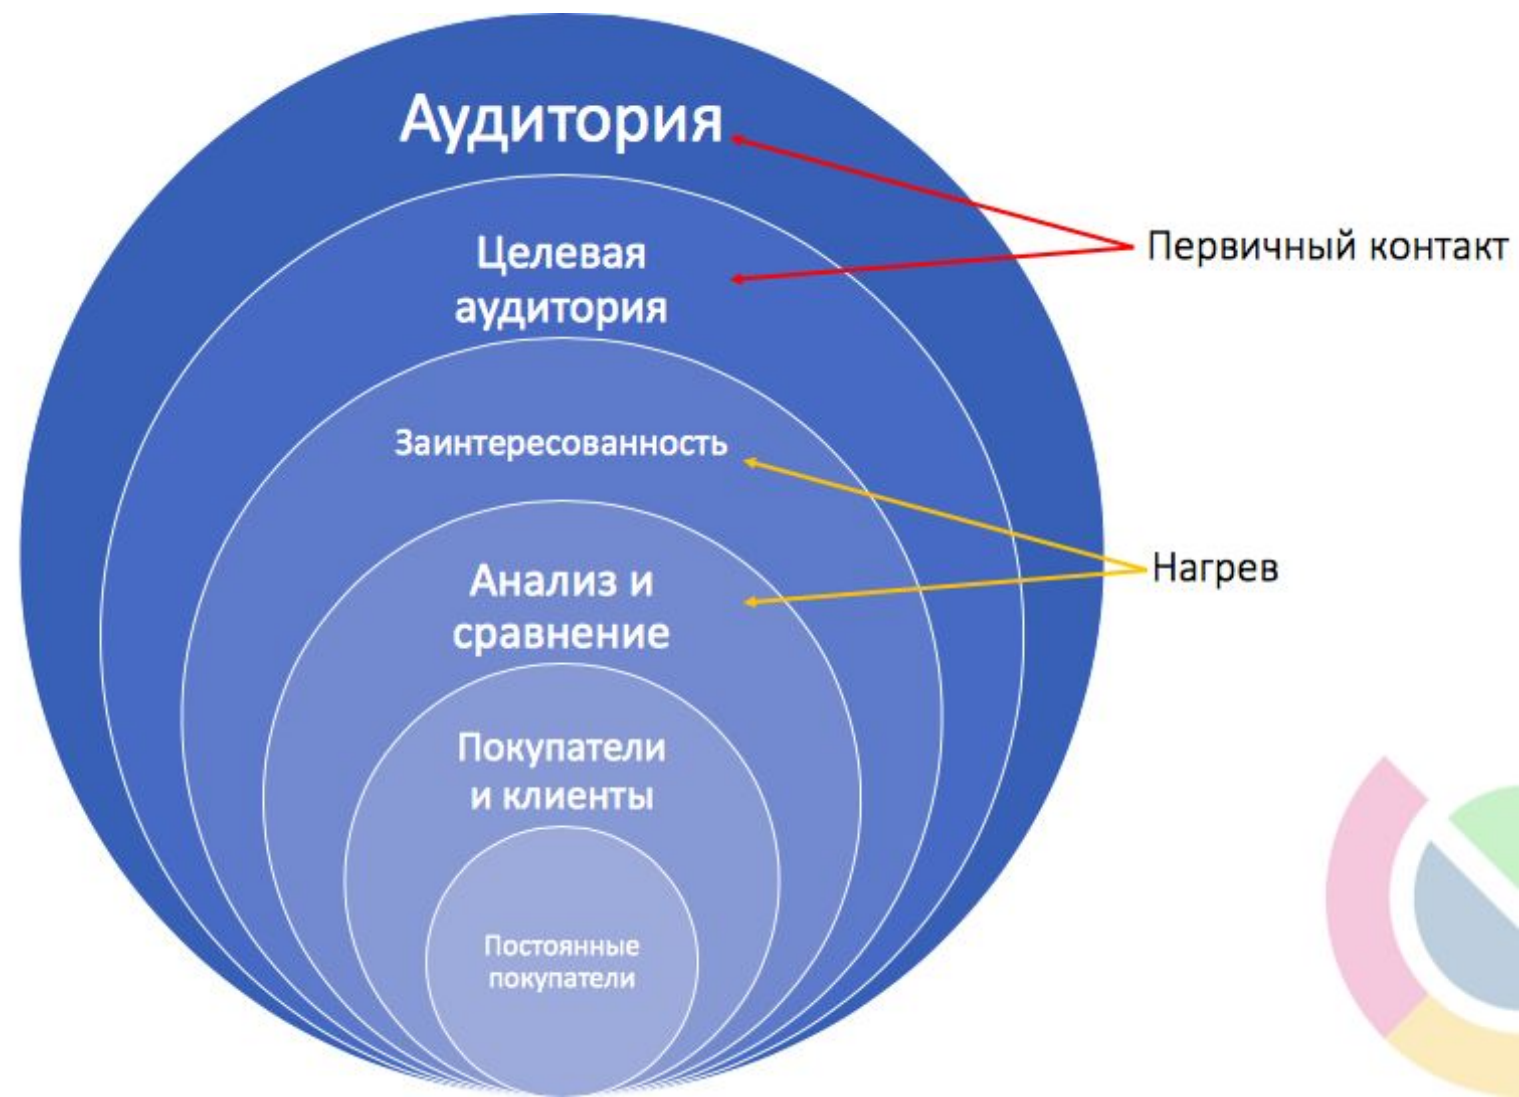 Аудитория
Целевая
аудитория
Первичный контакт
Заинтересованность
Нагрев
Анализ и
сравнение
Покупатели
и клиенты
Постоянные
покупатели